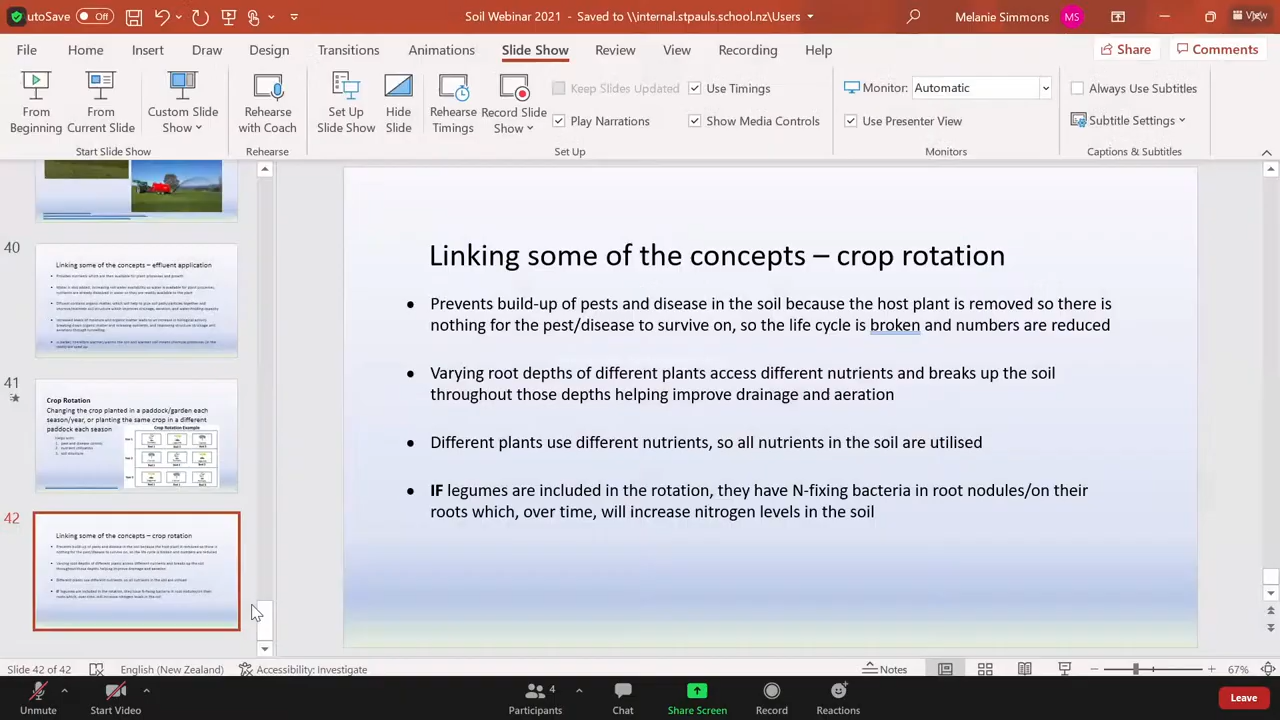 AutoSave Off
Soil Webinar 2021 - Saved to \\internal.stpauls.school.nz\Users
Melanie Simmons MS
View
File Home Insert Draw Design Transitions Animations Slide Show Review View Recording Help
Share Comments
From Beginning
From Current Slide
Custom Slide Show
Start Slide Show
Rehearse with Coach
Rehearse
Set Up Slide Show
Hide Slide
Rehearse Timings
Record Slide Show
Keep Slides Updated
Play Narrations
Use Timings
Show Media Controls
Set Up
Monitor: Automatic
Use Presenter View
Monitors
Always Use Subtitles
Subtitle Settings
Captions & Subtitles
40
Linking some of the concepts – effluent application
41
Crop Rotation
Changing the crop planted in a paddock/garden each
season/year, or planting the same crop in a different
paddock each season
Crop Rotation Example
42
Linking some of the concepts – crop rotation
Linking some of the concepts – crop rotation
• Prevents build up of pests and disease in the soil because the host plant is removed so there is
nothing for the pest/disease to survive on, so the life cycle is broken and numbers are reduced
• Varying root depths of different plants access different nutrients and breaks up the soil
throughout those depths helping improve drainage and aeration
• Different plants use different nutrients, so all nutrients in the soil are utilised
• IF legumes are included in the rotation, they have N-fixing bacteria in root nodules/on their
roots which, over time, will increase nitrogen levels in the soil
Slide 42 of 42 English (New Zealand) Accessibility: Investigate
Notes 67%
Unmute Start Video
Participants 4 Chat Share Screen Record Reactions
Leave